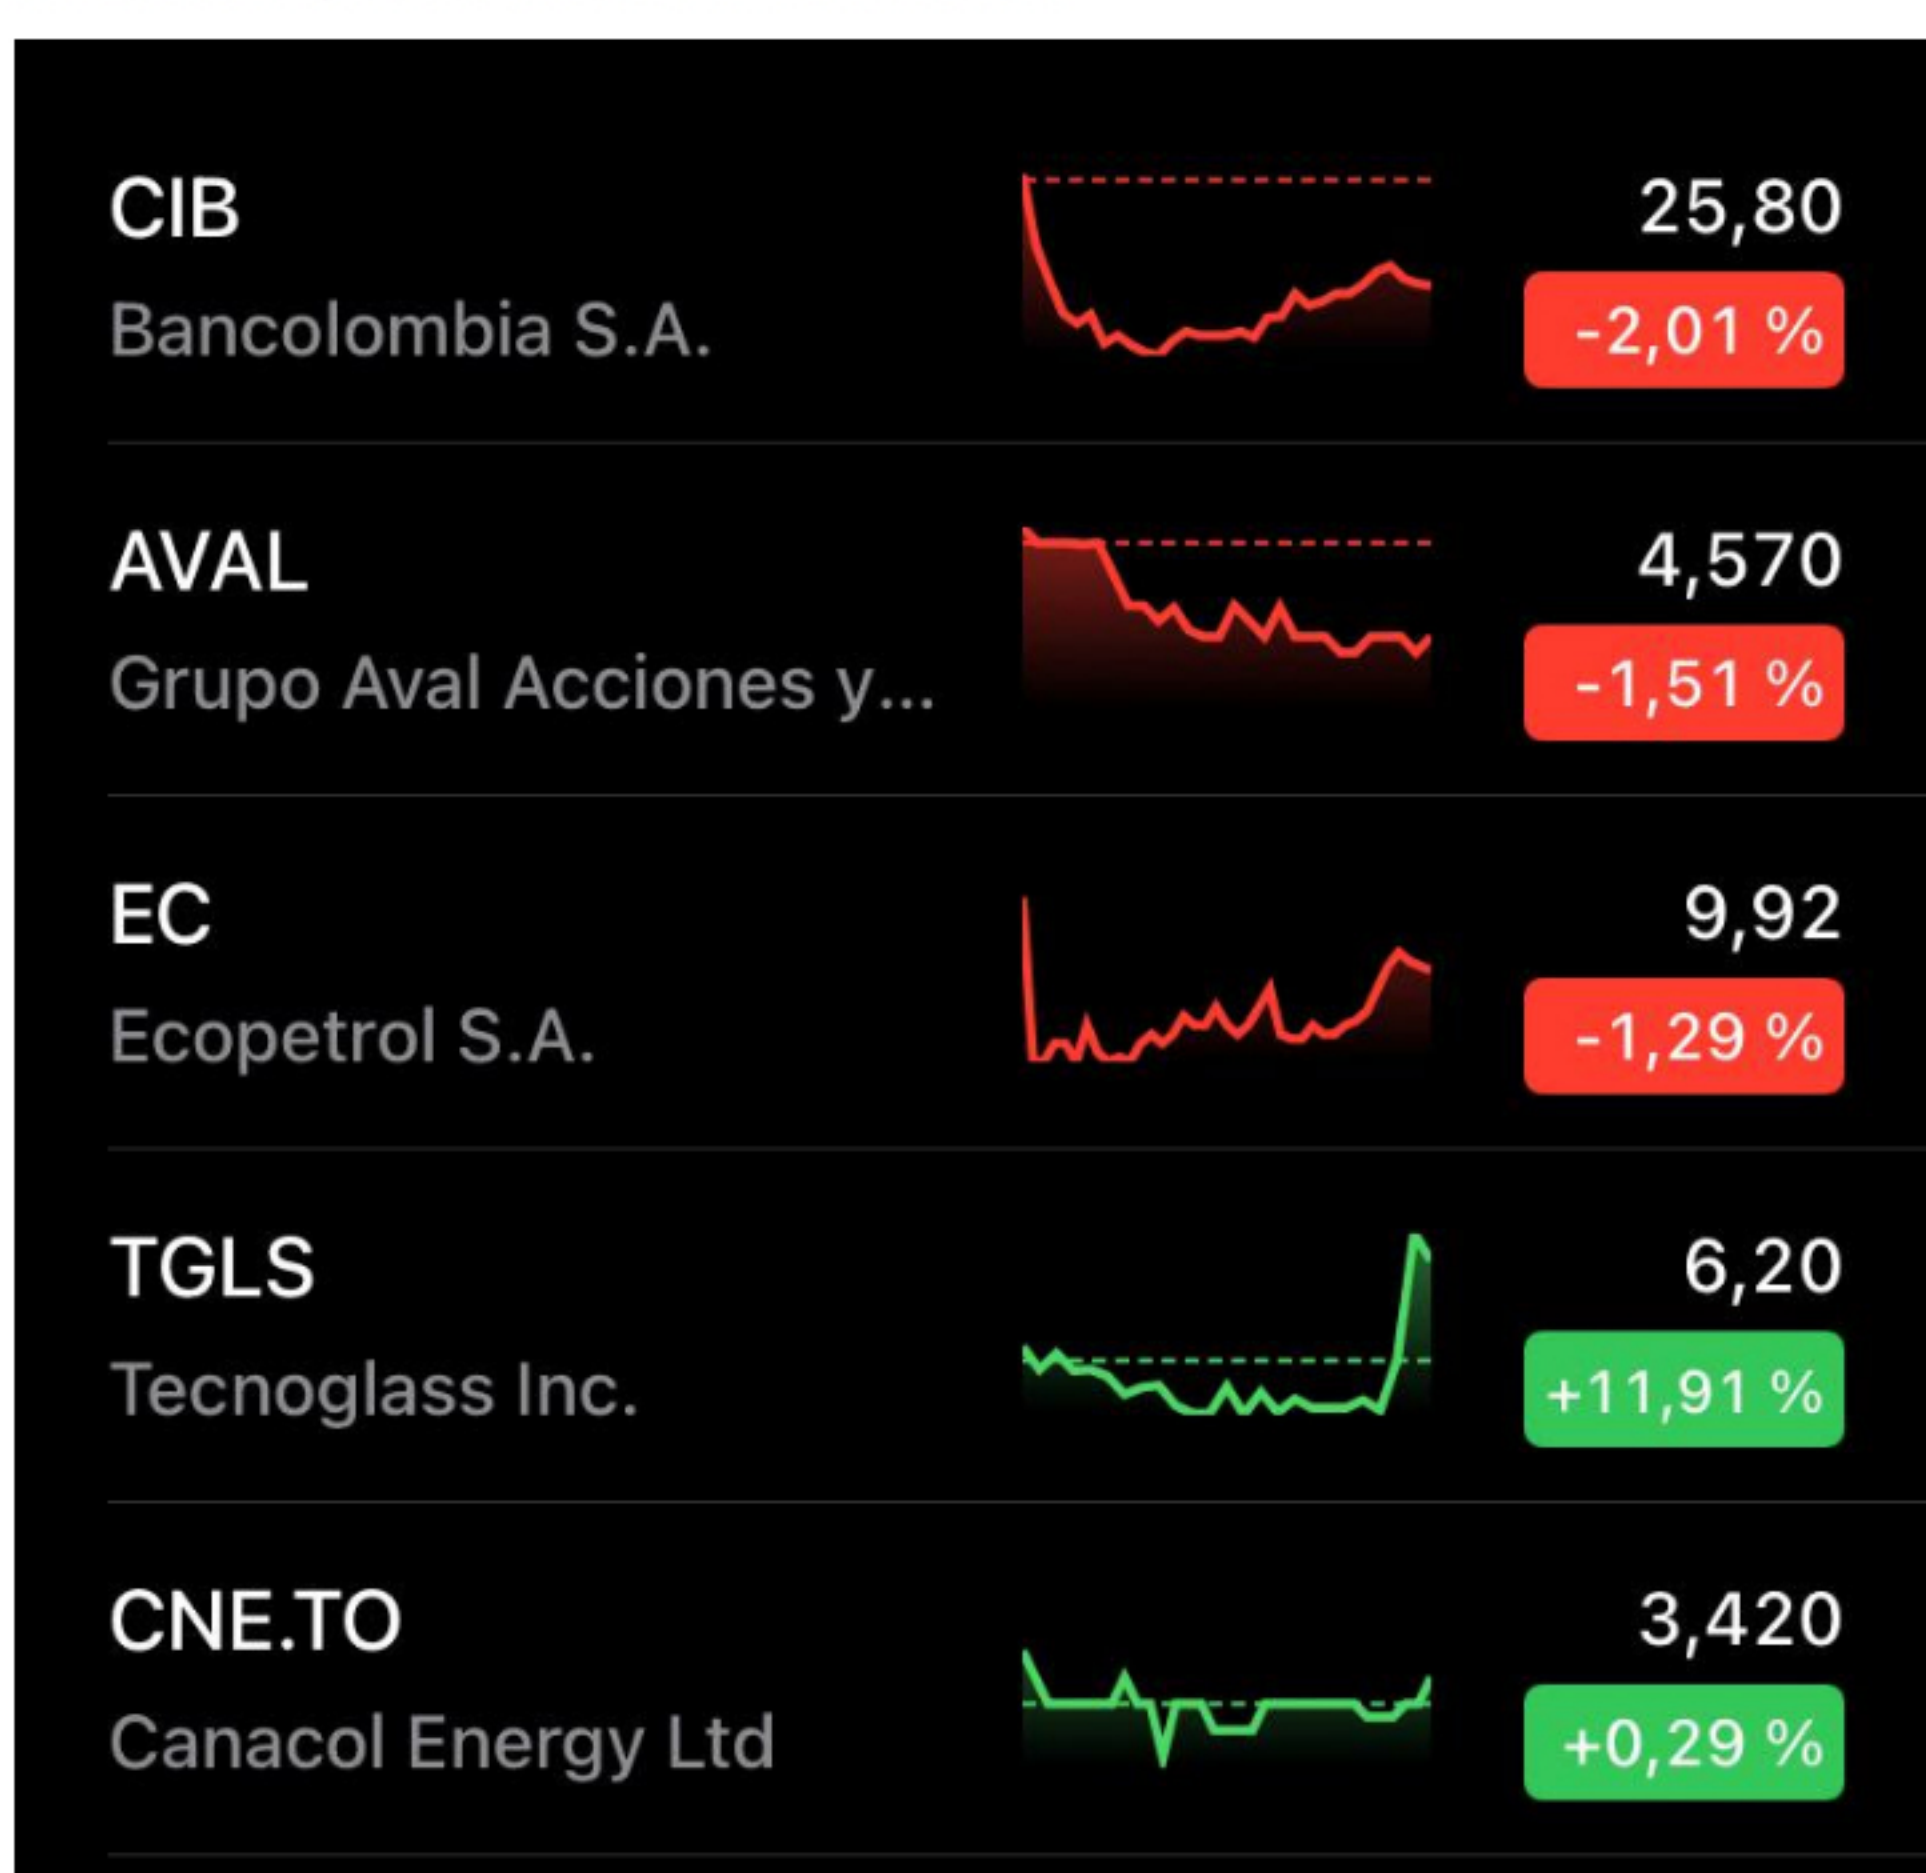 CIB
25,80
Bancolombia S.A.
-2,01 %
AVAL
4,570
Grupo Aval Acciones y...
-1,51 %
EC
9,92
Ecopetrol S.A.
-1,29 %
TGLS
6,20
Tecnoglass Inc.
+11,91 %
CNE.TO
3,420
Canacol Energy Ltd
+0,29 %